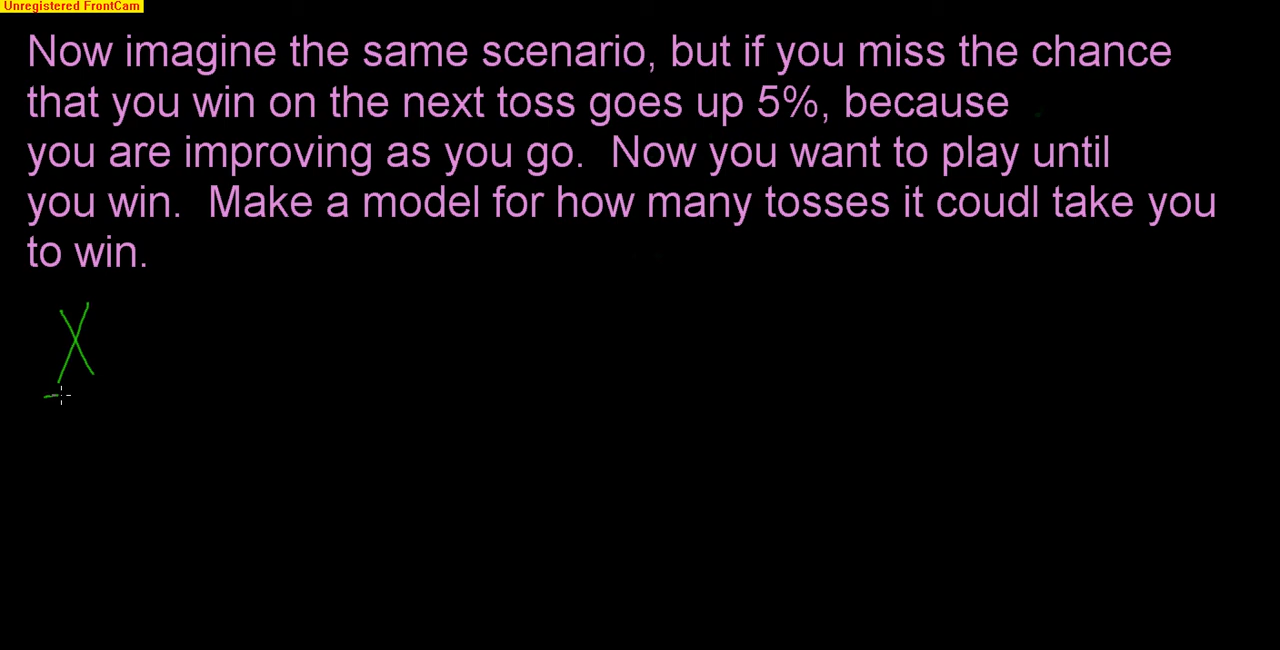 Unregistered FrontCam
Now imagine the same scenario, but if you miss the chance
that you win on the next toss goes up 5%, because
you are improving as you go.  Now you want to play until
you win.  Make a model for how many tosses it coudl take you
to win.
X